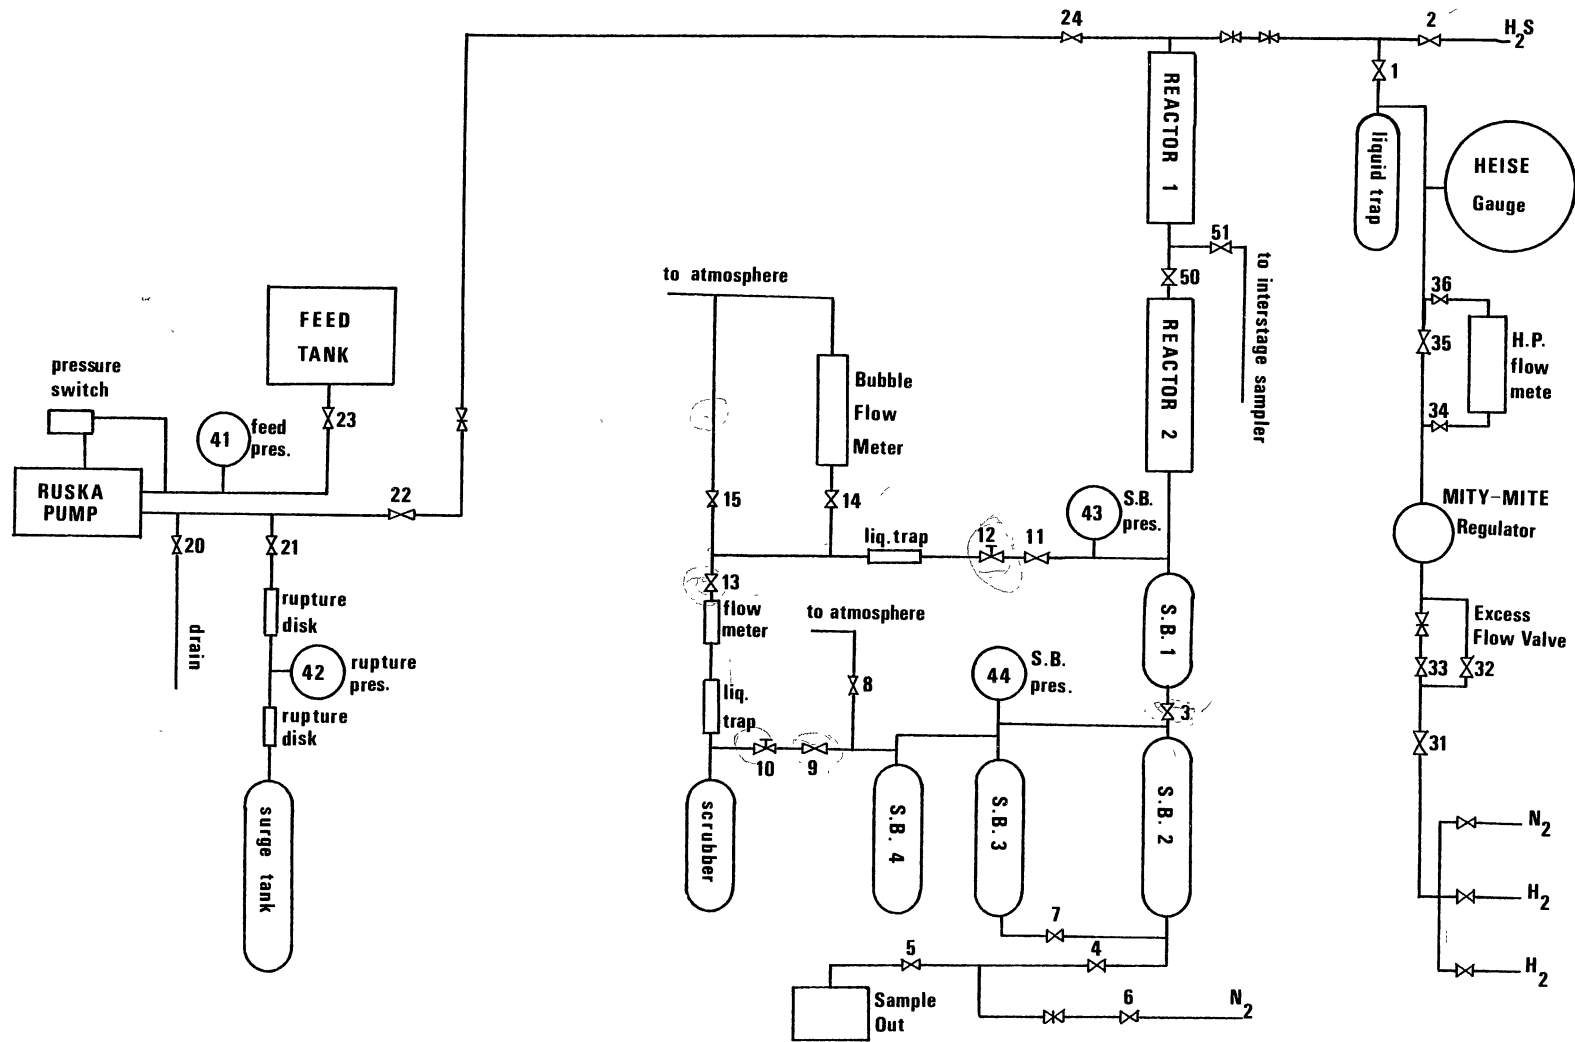 24
2
H2S
1
REACTOR 1
liquid trap
HEISE
Gauge
51
50
to interstage sampler
to atmosphere
36
35
H.P.
flow
mete
34
FEED
TANK
pressure
switch
23
41
feed
pres.
Bubble
Flow
Meter
REACTOR 2
RUSKA
PUMP
22
15
14
43
S.B.
pres.
MITY-MITE
Regulator
20
21
liq. trap
12
11
13
flow
meter
rupture
disk
drain
to atmosphere
S.B. 1
Excess
Flow Valve
33
32
42
rupture
pres.
44
S.B.
pres.
8
liq.
trap
3
rupture
disk
10
9
31
surge tank
scrubber
S.B. 4
S.B. 3
S.B. 2
N2
H2
7
5
4
H2
Sample
Out
6
N2